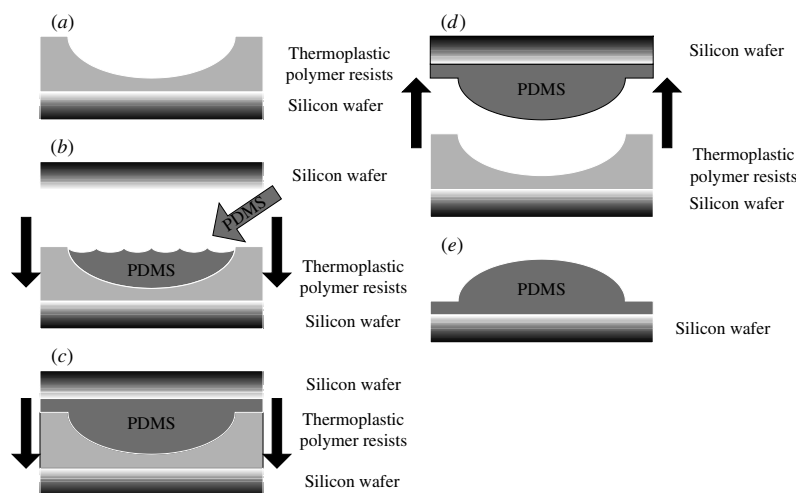 (a)
Thermoplastic
polymer resists
Silicon wafer
(b)
Silicon wafer
PDMS
PDMS
Thermoplastic
polymer resists
Silicon wafer
(c)
Silicon wafer
PDMS
Thermoplastic
polymer resists
Silicon wafer
(d)
Silicon wafer
PDMS
Thermoplastic
polymer resists
Silicon wafer
(e)
PDMS
Silicon wafer